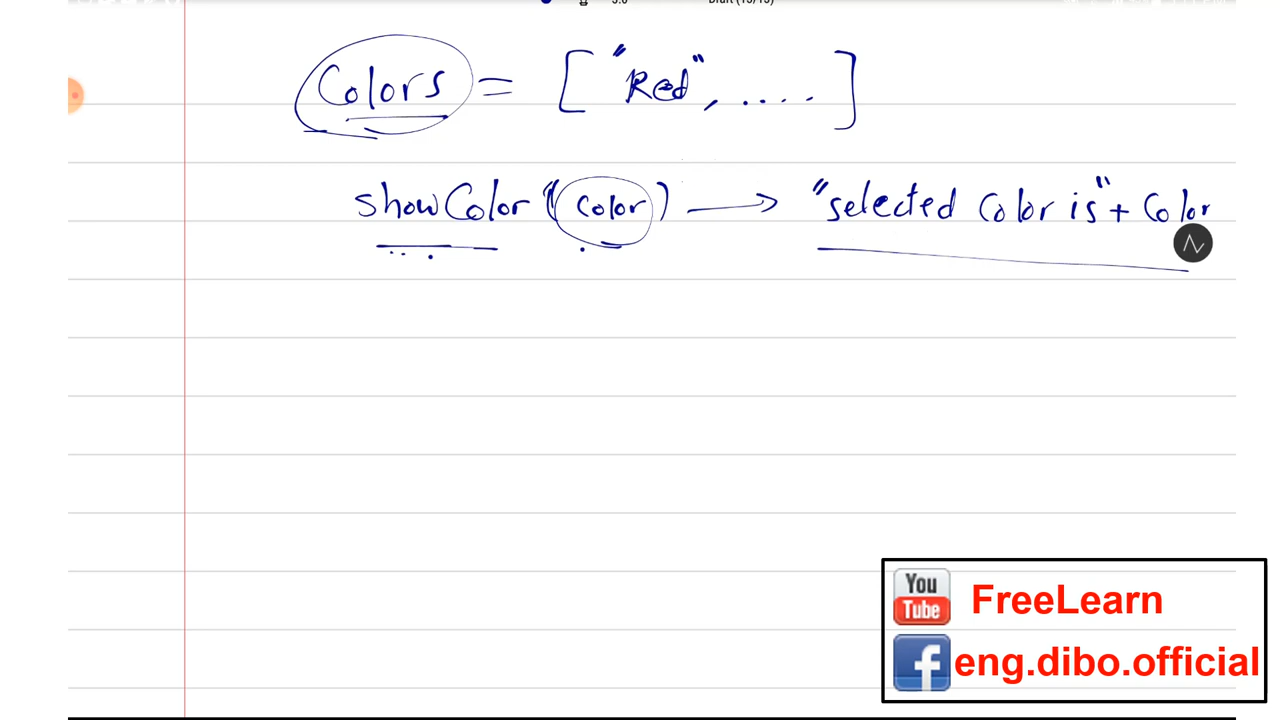 Colors = ["Red", ....]
showColor(color) → "selected Color is" + Color
You
Tube
FreeLearn
f
eng.dibo.official